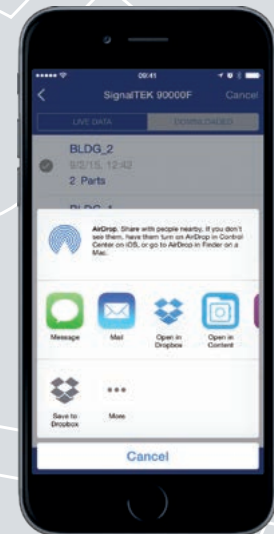 09:41
SignalTEK 90000F
Cancel
LIVE DATA
DOWNLOADED
BLDG_2
9/2/15, 12:42
2 Parts
AirDrop. Share with people nearby. If you don't
see them, have them turn on AirDrop in Control
Center on iOS, or go to AirDrop in Finder on a
Mac.
Message
Mail
Open in
Dropbox
Open in
Content
Save to
Dropbox
More
Cancel